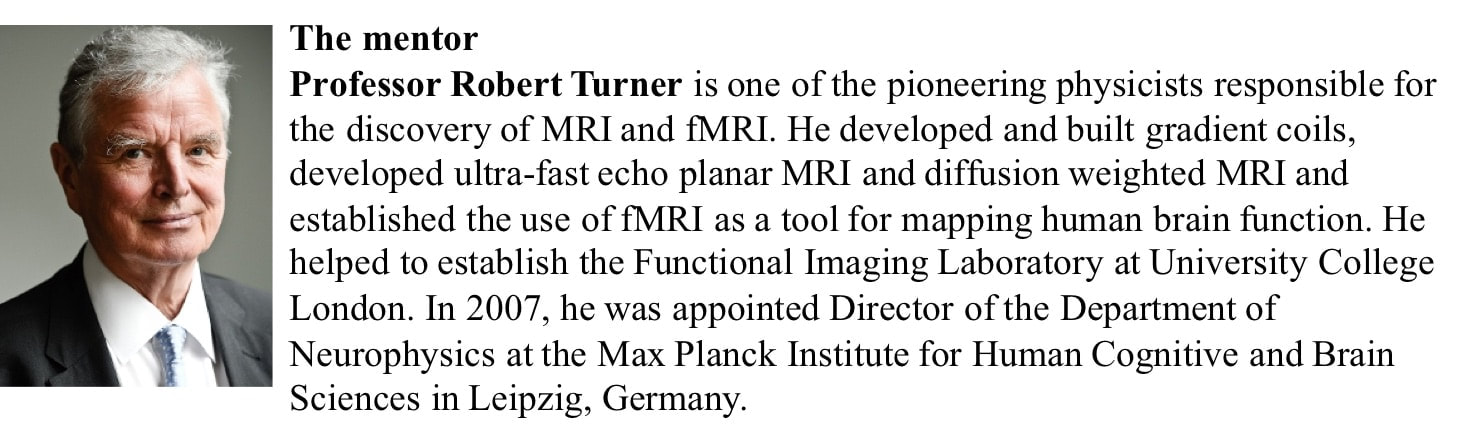 The mentor
Professor Robert Turner is one of the pioneering physicists responsible for
the discovery of MRI and fMRI. He developed and built gradient coils,
developed ultra-fast echo planar MRI and diffusion weighted MRI and
established the use of fMRI as a tool for mapping human brain function. He
helped to establish the Functional Imaging Laboratory at University College
London. In 2007, he was appointed Director of the Department of
Neurophysics at the Max Planck Institute for Human Cognitive and Brain
Sciences in Leipzig, Germany.